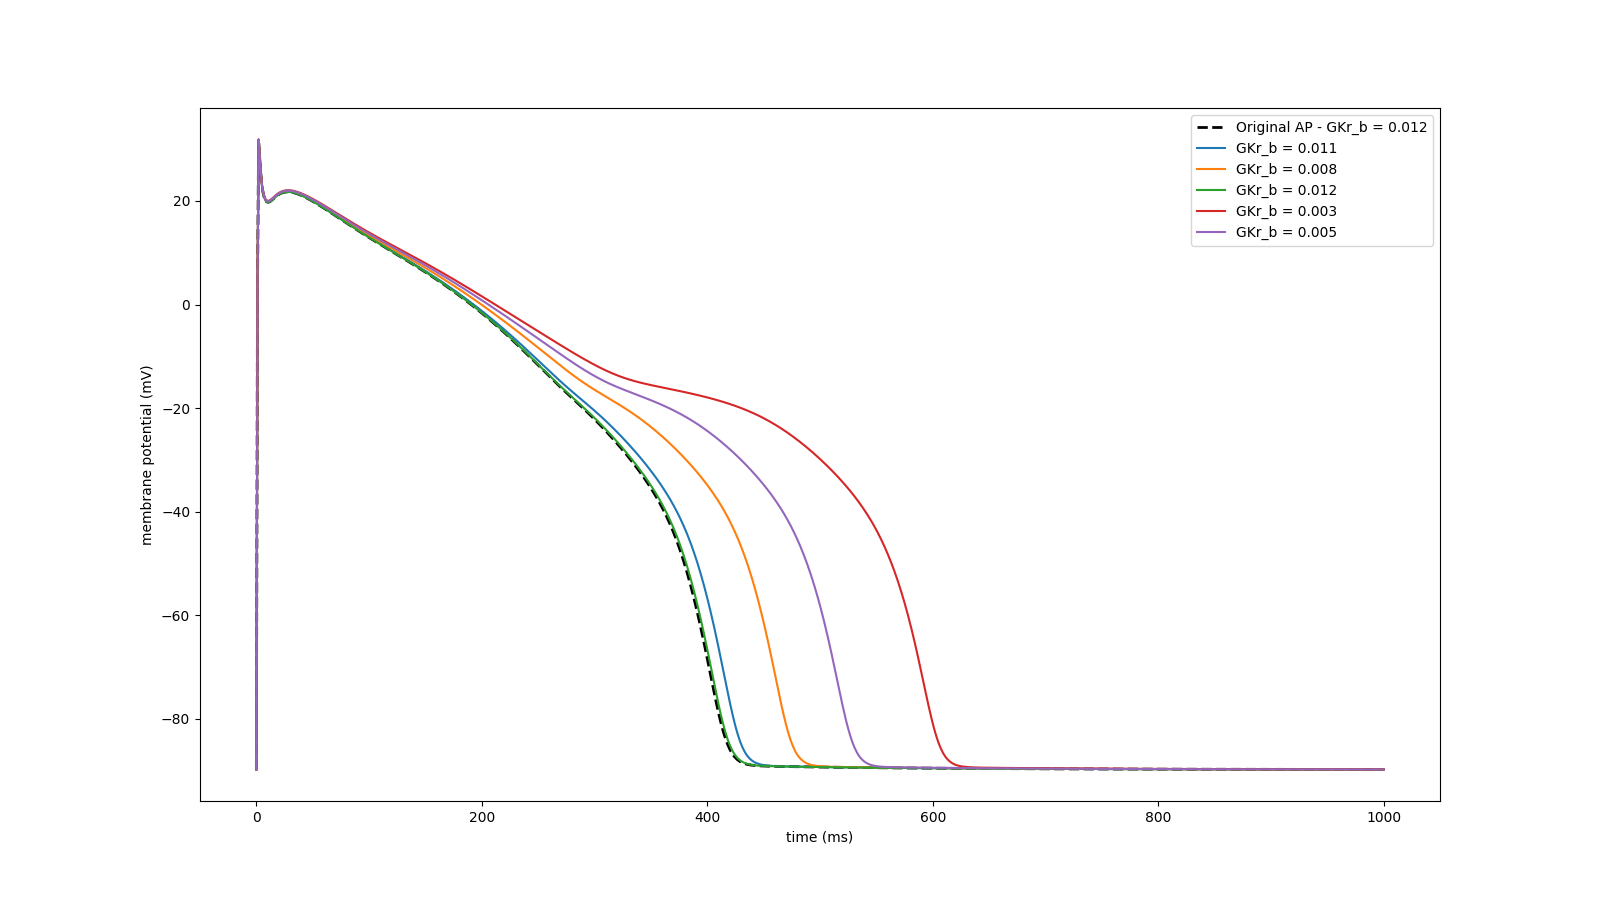 Original AP - GKr_b = 0.012
GKr_b = 0.011
GKr_b = 0.008
GKr_b = 0.012
GKr_b = 0.003
GKr_b = 0.005
20
0
−20
−40
−60
−80
membrane potential (mV)
0 200 400 600 800 1000
time (ms)